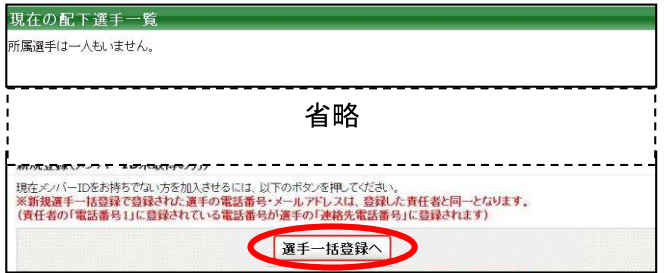 現在の配下選手一覧
所属選手は一人もいません。
省略
現在メンバーIDをお持ちでない方を加入させるには、以下のボタンを押してください。
※新規選手一括登録で登録された選手の電話番号・メールアドレスは、登録した責任者と同一となります。
(責任者の「電話番号1」に登録されている電話番号が選手の「連絡先電話番号」に登録されます)
選手一括登録へ